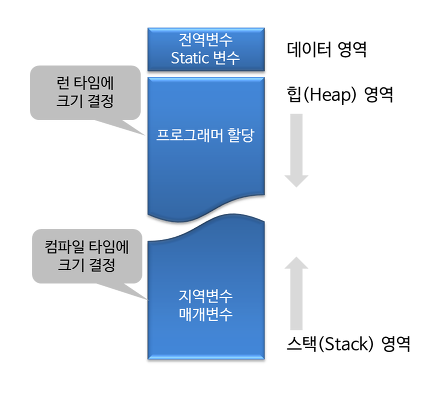 전역변수
Static 변수
데이터 영역
런 타임에
크기 결정
힙(Heap) 영역
프로그래머 할당
컴파일 타임에
크기 결정
지역변수
매개변수
스택(Stack) 영역